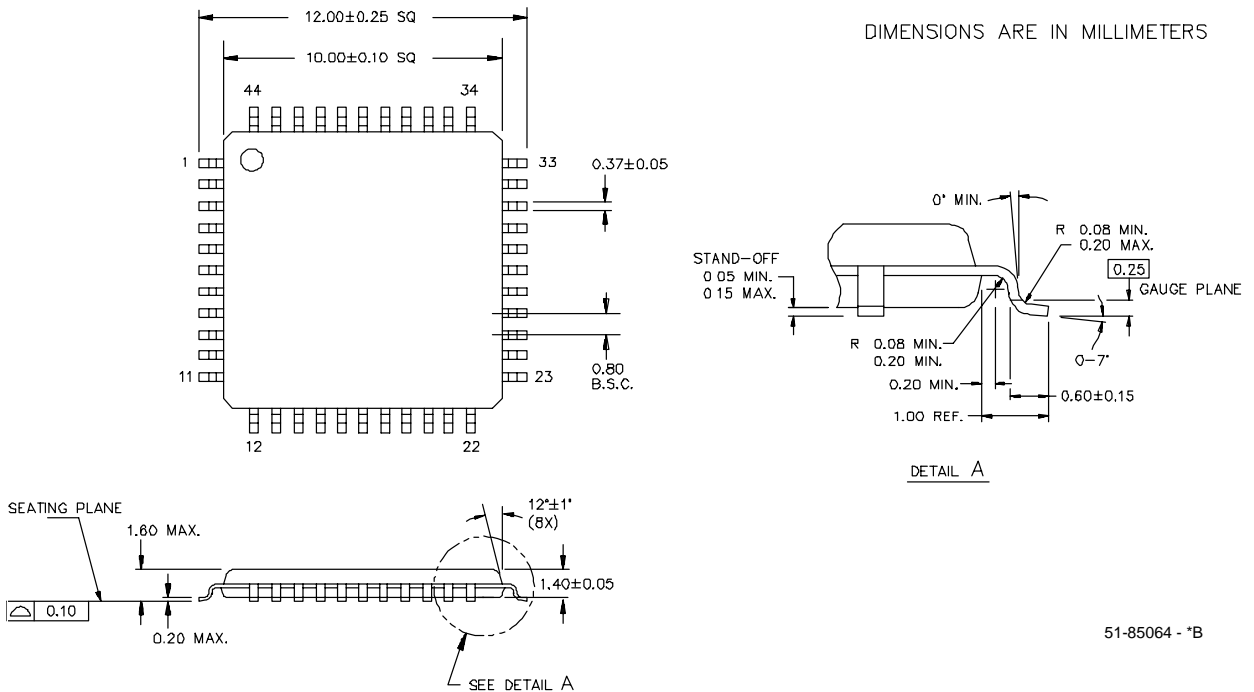 12.00±0.25 SQ
DIMENSIONS ARE IN MILLIMETERS
10.00±0.10 SQ
44
34
1
33
0.37±0.05
0.80
B.S.C.
11
23
12
22
0° MIN.
R 0.08 MIN.
0.20 MAX.
STAND-OFF
0.05 MIN.
0.15 MAX.
0.25
GAUGE PLANE
R 0.08 MIN.
0.20 MIN.
0-7°
0.20 MIN.
0.60±0.15
1.00 REF.
DETAIL A
SEATING PLANE
1.60 MAX.
12°±1°
(8X)
1.40±0.05
0.10
0.20 MAX.
SEE DETAIL A
51-85064 - *B